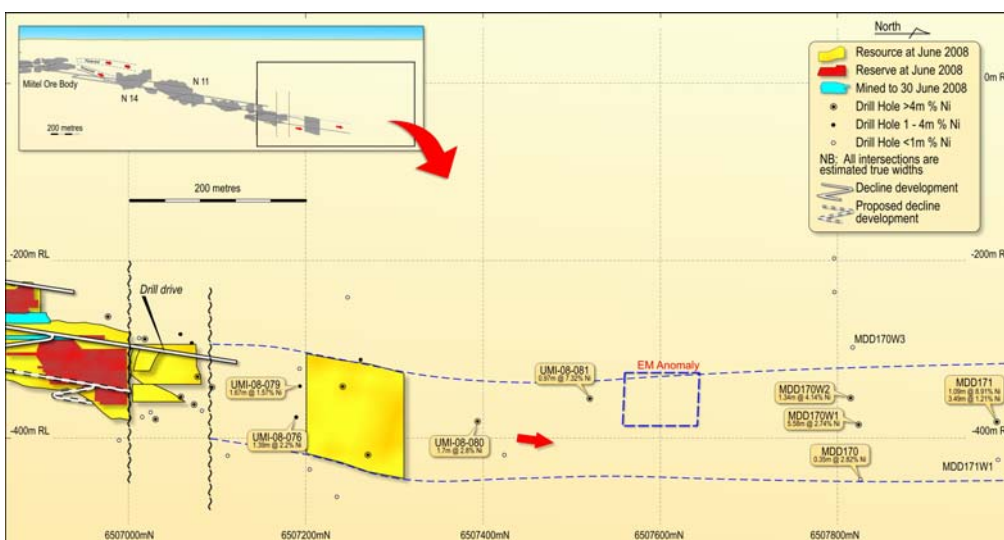 Miitel Ore Body
N 14
N 11
200 metres
North
Resource at June 2008
Reserve at June 2008
Mined to 30 June 2008
Drill Hole >4m % Ni
Drill Hole 1 - 4m % Ni
Drill Hole <1m % Ni
NB: All intersections are
estimated true widths
Decline development
Proposed decline
development
0m R
200 metres
-200m RL
-200m R
Drill drive
UMI-08-079
1.67m @ 1.57% Ni
UMI-08-076
1.39m @ 2.2% Ni
UMI-08-080
1.7m @ 2.8% Ni
UMI-08-081
0.97m @ 7.32% Ni
EM Anomaly
MDD170W3
MDD170W2
1.34m @ 4.14% Ni
MDD170W1
5.58m @ 2.74% Ni
MDD170
0.35m @ 2.82% Ni
MDD171
1.09m @ 8.91% Ni
3.49m @ 1.21% Ni
MDD171W1
-400m RL
-400m RL
6507000mN
6507200mN
6507400mN
6507600mN
6507800mN